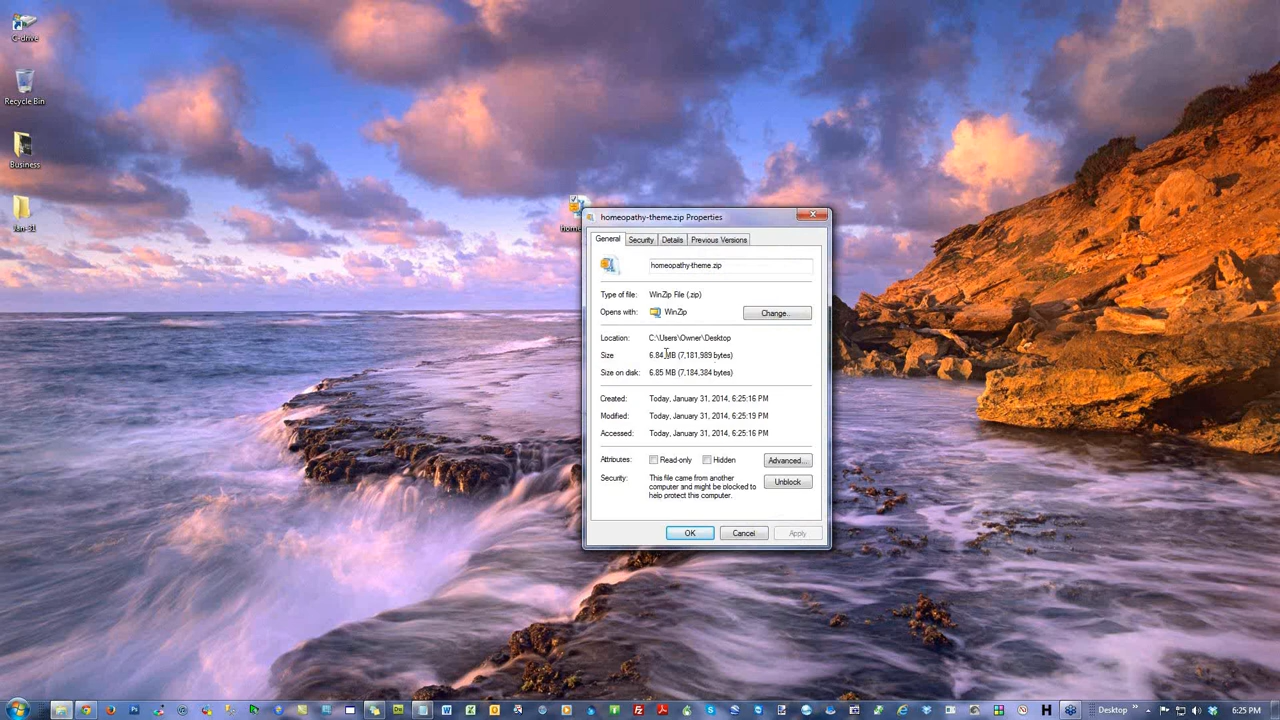 C-drive
Recycle Bin
Business
Jan-31
home
homeopathy-theme.zip Properties
General Security Details Previous Versions
homeopathy-theme.zip
Type of file: WinZip File (.zip)
Opens with: WinZip Change...
Location: C:\Users\Owner\Desktop
Size 6.84 MB (7,181,989 bytes)
Size on disk: 6.85 MB (7,184,384 bytes)
Created: Today, January 31, 2014, 6:25:16 PM
Modified: Today, January 31, 2014, 6:25:19 PM
Accessed: Today, January 31, 2014, 6:25:16 PM
Attributes: Read-only Hidden Advanced...
Security: This file came from another
computer and might be blocked to
help protect this computer.
Unblock
OK Cancel Apply
Desktop
6:25 PM